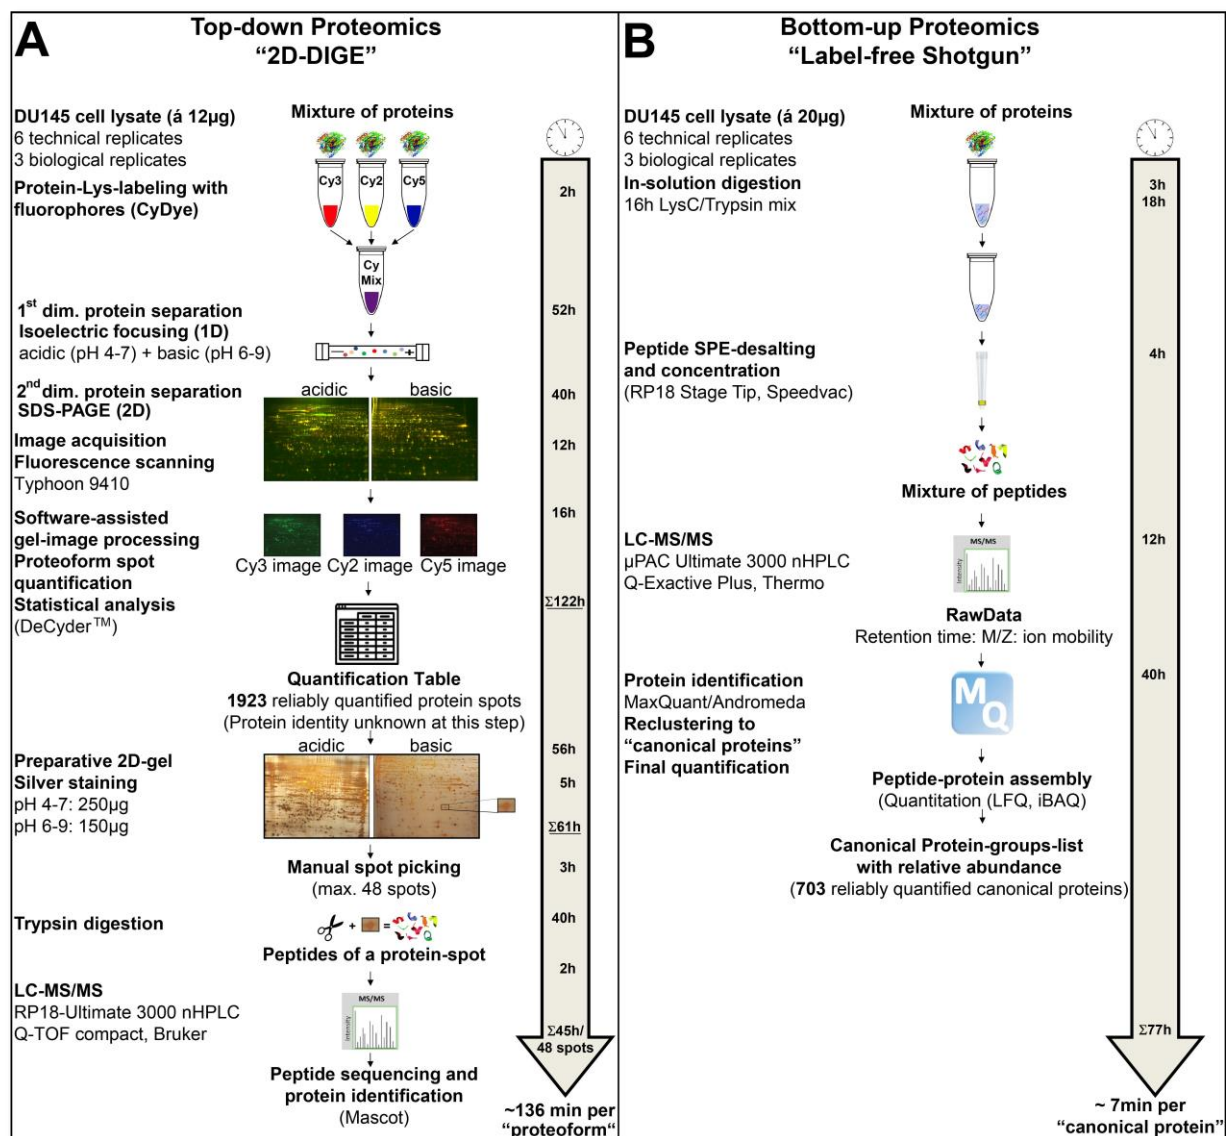 A
Top-down Proteomics
“2D-DIGE”
DU145 cell lysate (á 12µg)
6 technical replicates
3 biological replicates
Protein-Lys-labeling with
fluorophores (CyDye)
Mixture of proteins
Cy3
Cy2
Cy5
2h
Cy
Mix
1st dim. protein separation
Isoelectric focusing (1D)
acidic (pH 4-7) + basic (pH 6-9)
- +
52h
2nd dim. protein separation
SDS-PAGE (2D)
acidic
basic
40h
Image acquisition
Fluorescence scanning
Typhoon 9410
12h
Software-assisted
gel-image processing
Proteoform spot
quantification
Statistical analysis
(DeCyder™)
16h
Cy3 image
Cy2 image
Cy5 image
Σ122h
Quantification Table
1923 reliably quantified protein spots
(Protein identity unknown at this step)
Preparative 2D-gel
Silver staining
pH 4-7: 250µg
pH 6-9: 150µg
acidic
basic
56h
5h
Σ61h
Manual spot picking
(max. 48 spots)
3h
Trypsin digestion
+ =
40h
Peptides of a protein-spot
2h
LC-MS/MS
RP18-Ultimate 3000 nHPLC
Q-TOF compact, Bruker
MS/MS
Intensity
Σ45h/
48 spots
Peptide sequencing and
protein identification
(Mascot)
~136 min per
“proteoform“
B
Bottom-up Proteomics
“Label-free Shotgun”
DU145 cell lysate (á 20µg)
6 technical replicates
3 biological replicates
In-solution digestion
16h LysC/Trypsin mix
Mixture of proteins
3h
18h
Peptide SPE-desalting
and concentration
(RP18 Stage Tip, Speedvac)
4h
Mixture of peptides
LC-MS/MS
µPAC Ultimate 3000 nHPLC
Q-Exactive Plus, Thermo
MS/MS
Intensity
12h
RawData
Retention time: M/Z: ion mobility
Protein identification
MaxQuant/Andromeda
Reclustering to
“canonical proteins”
Final quantification
M
Q
40h
Peptide-protein assembly
(Quantitation (LFQ, iBAQ)
Canonical Protein-groups-list
with relative abundance
(703 reliably quantified canonical proteins)
Σ77h
~ 7min per
“canonical protein”